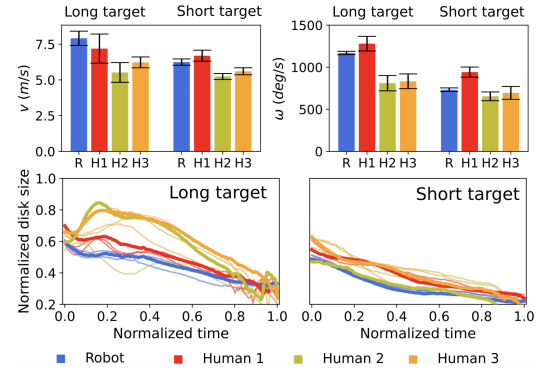 Long target Short target
v (m/s)
7.5
5.0
2.5
0.0
R H1 H2 H3 R H1 H2 H3
Long target Short target
ω (deg/s)
1500
1000
500
0
R H1 H2 H3 R H1 H2 H3
Normalized disk size
1.0
0.8
0.6
0.4
0.2
Long target
0.0 0.2 0.4 0.6 0.8 1.0
Normalized time
Short target
0.0 0.2 0.4 0.6 0.8 1.0
Normalized time
Robot Human 1 Human 2 Human 3